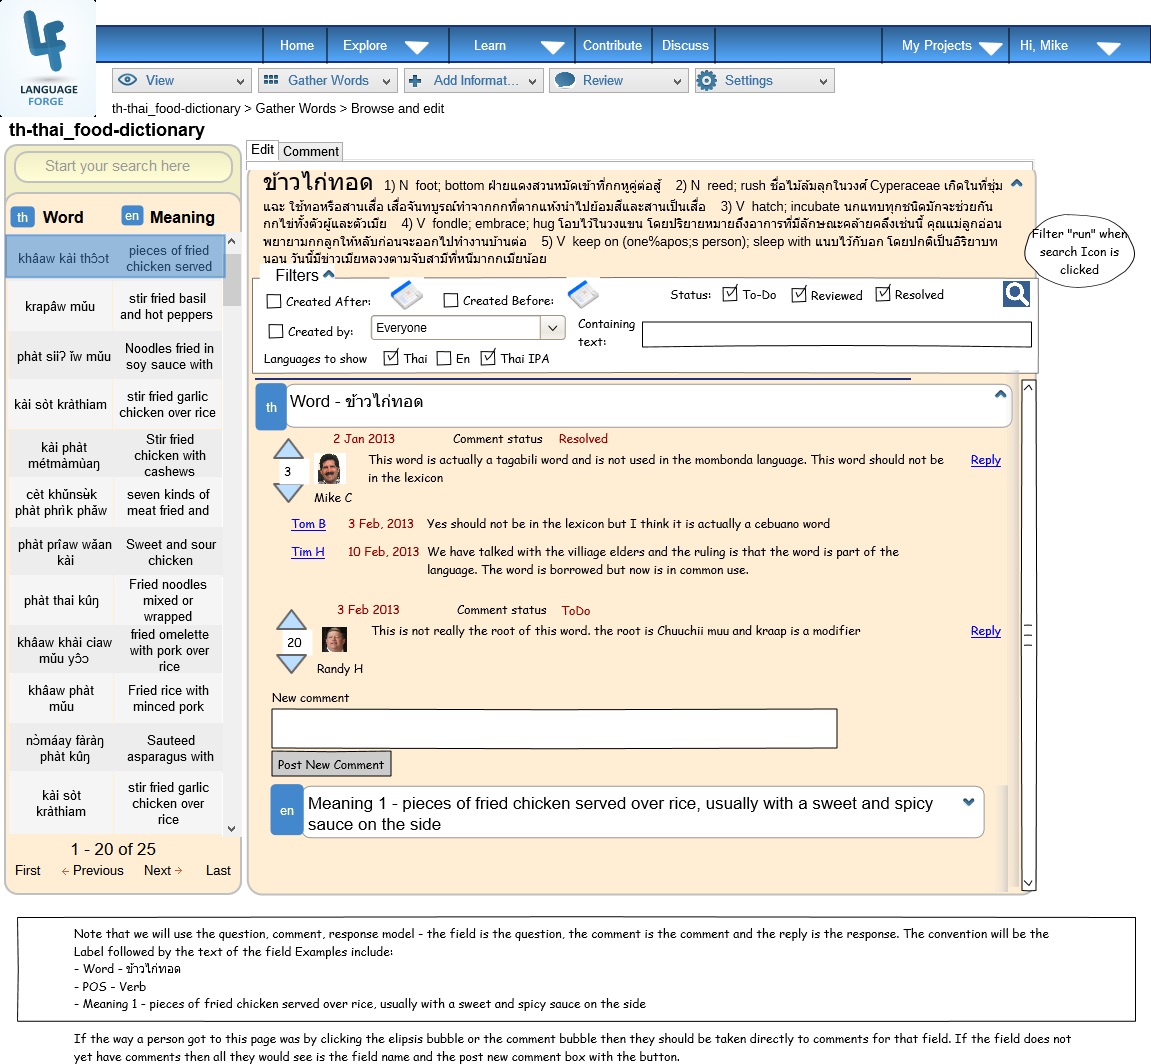 LANGUAGE
FORGE
Home Explore Learn Contribute Discuss My Projects Hi, Mike
View Gather Words Add Informat... Review Settings
th-thai_food-dictionary > Gather Words > Browse and edit
th-thai_food-dictionary
Start your search here
th Word en Meaning
khâaw kài thɔ̂ɔt pieces of fried
chicken served
krapâw mǔu stir fried basil
and hot peppers
phàt siiʔ ǐw mǔu Noodles fried in
soy sauce with
kài sòt kràthiam stir fried garlic
chicken over rice
kài phàt
métmàmùaŋ
Stir fried
chicken with
cashews
cèt khǔnsʉ̀k
phàt phrìk phǎw
seven kinds of
meat fried and
phàt prîaw wǎan
kài
Sweet and sour
chicken
phàt thai kûŋ
Fried noodles
mixed or
wrapped
khâaw khài ciaw
mǔu yɔ̂ɔ
fried omelette
with pork over
rice
khâaw phàt
mǔu
Fried rice with
minced pork
nɔ̀máay fàràŋ
phàt kûŋ
Sauteed
asparagus with
kài sòt
kràthiam
stir fried garlic
chicken over
rice
1 - 20 of 25
First Previous Next Last
Edit Comment
ข้าวไก่ทอด 1) N foot; bottom ฝ่ายแดงสวนหมัดเข้าที่กกหูคู่ต่อสู้ 2) N reed; rush ชื่อไม้ล้มลุกในวงศ์ Cyperaceae เกิดในที่ชุ่ม
แฉะ ใช้ทอหรือสานเสื่อ เสื่อจันทบูรณ์ทำจากกกที่ตากแห้งนำไปย้อมสีและสานเป็นเสื่อ 3) V hatch; incubate นกแทบทุกชนิดมักจะช่วยกัน
กกไข่ทั้งตัวผู้และตัวเมีย 4) V fondle; embrace; hug โอบไว้ในวงแขน โดยปริยายหมายถึงอาการที่มีลักษณะคล้ายคลึงเช่นนี้ คุณแม่ลูกอ่อน
พยายามกกลูกให้หลับก่อนจะออกไปทำงานบ้านต่อ 5) V keep on (one%apos;s person); sleep with แนบไว้กับอก โดยปกติเป็นอิริยาบท
นอน วันนี้มีข่าวเมียหลวงตามจับสามีที่หนีมากกเมียน้อย
Filter "run" when
search Icon is
clicked
Filters
Created After: Created Before: Status: To-Do Reviewed Resolved
Created by: Everyone Containing
text:
Languages to show Thai En Thai IPA
th Word - ข้าวไก่ทอด
2 Jan 2013 Comment status Resolved
3
This word is actually a tagabili word and is not used in the mombonda language. This word should not be
in the lexicon
Reply
Mike C
Tom B 3 Feb, 2013 Yes should not be in the lexicon but I think it is actually a cebuano word
Tim H 10 Feb, 2013 We have talked with the villiage elders and the ruling is that the word is part of the
language. The word is borrowed but now is in common use.
3 Feb 2013 Comment status ToDo
20 This is not really the root of this word. the root is Chuuchii muu and kraap is a modifier Reply
Randy H
New comment
Post New Comment
en Meaning 1 - pieces of fried chicken served over rice, usually with a sweet and spicy
sauce on the side
Note that we will use the question, comment, response model - the field is the question, the comment is the comment and the reply is the response. The convention will be the
Label followed by the text of the field Examples include:
- Word - ข้าวไก่ทอด
- POS - Verb
- Meaning 1 - pieces of fried chicken served over rice, usually with a sweet and spicy sauce on the side
If the way a person got to this page was by clicking the elipsis bubble or the comment bubble then they should be taken directly to comments for that field. If the field does not
yet have comments then all they would see is the field name and the post new comment box with the button.